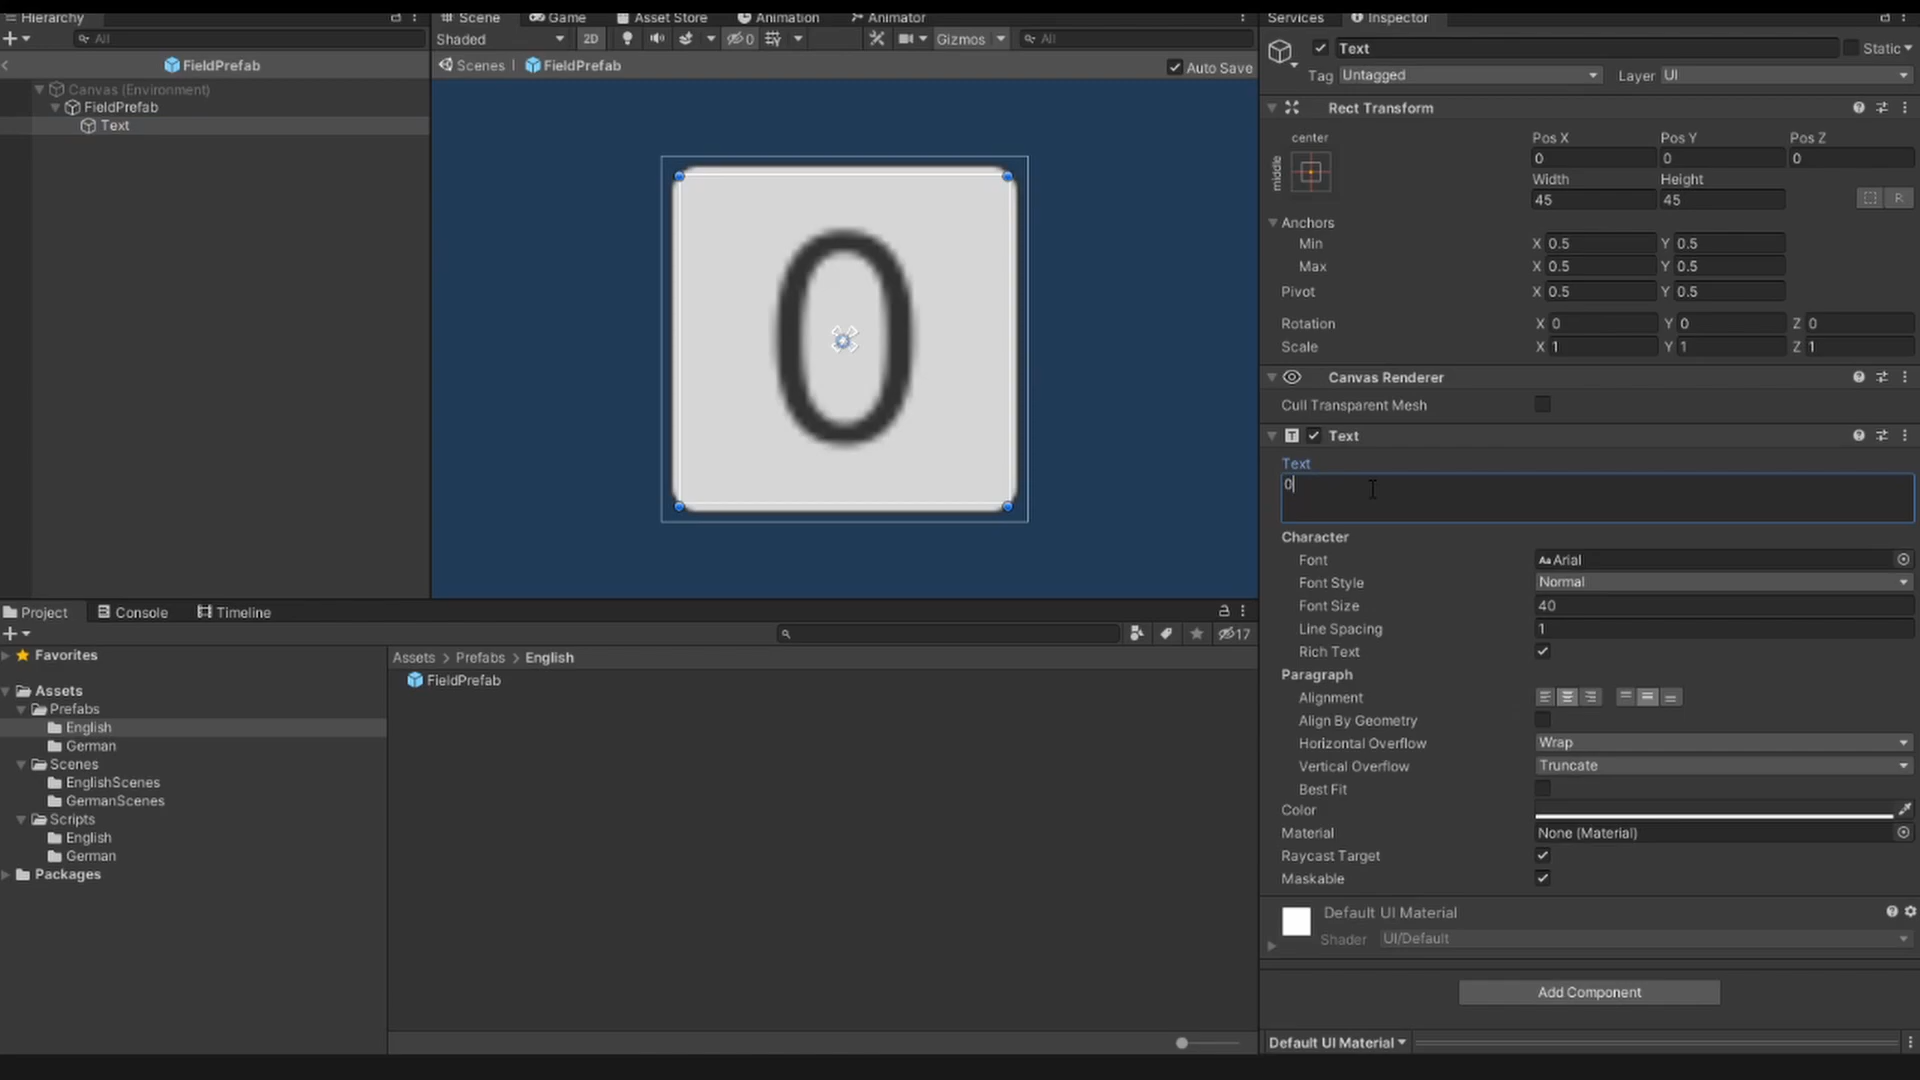 Hierarchy
All
FieldPrefab
Canvas (Environment)
FieldPrefab
Text
Scene Game Asset Store Animation Animator
Shaded 2D 0 Gizmos All
Scenes | FieldPrefab Auto Save
0
Project Console Timeline
17
Favorites
Assets
Prefabs
English
German
Scenes
EnglishScenes
GermanScenes
Scripts
English
German
Packages
Assets > Prefabs > English
FieldPrefab
Services Inspector
Text Static
Tag Untagged Layer UI
Rect Transform
center
middle
Pos X Pos Y Pos Z
0 0 0
Width Height
45 45 R
Anchors
Min X 0.5 Y 0.5
Max X 0.5 Y 0.5
Pivot X 0.5 Y 0.5
Rotation X 0 Y 0 Z 0
Scale X 1 Y 1 Z 1
Canvas Renderer
Cull Transparent Mesh
T Text
Text
0
Character
Font Aa Arial
Font Style Normal
Font Size 40
Line Spacing 1
Rich Text
Paragraph
Alignment
Align By Geometry
Horizontal Overflow Wrap
Vertical Overflow Truncate
Best Fit
Color
Material None (Material)
Raycast Target
Maskable
Default UI Material
Shader UI/Default
Add Component
Default UI Material